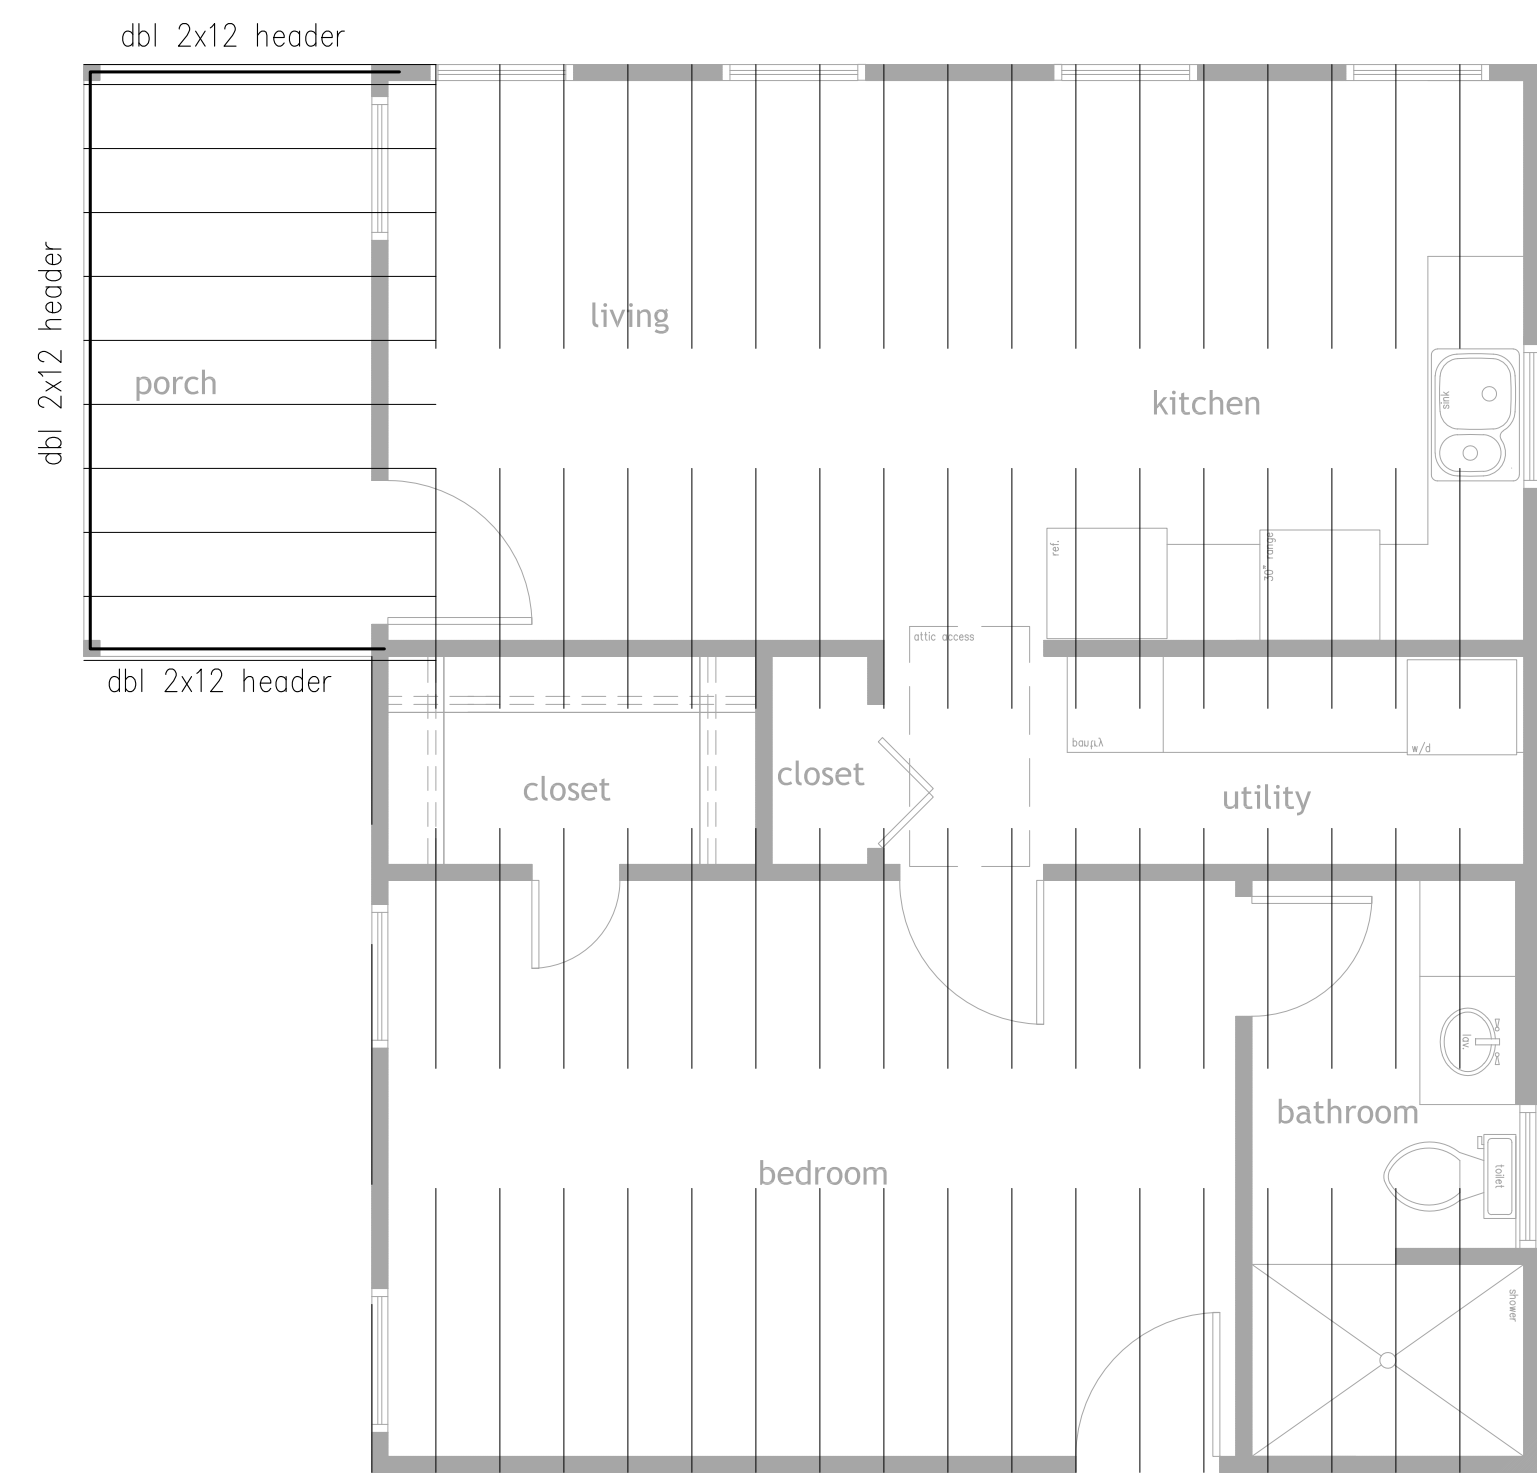 dbl 2x12 header
dbl 2x12 header
living
porch
kitchen
sink
ref.
30" range
attic access
dbl 2x12 header
pantry
w/d
closet
closet
utility
lav.
bathroom
bedroom
toilet
shower